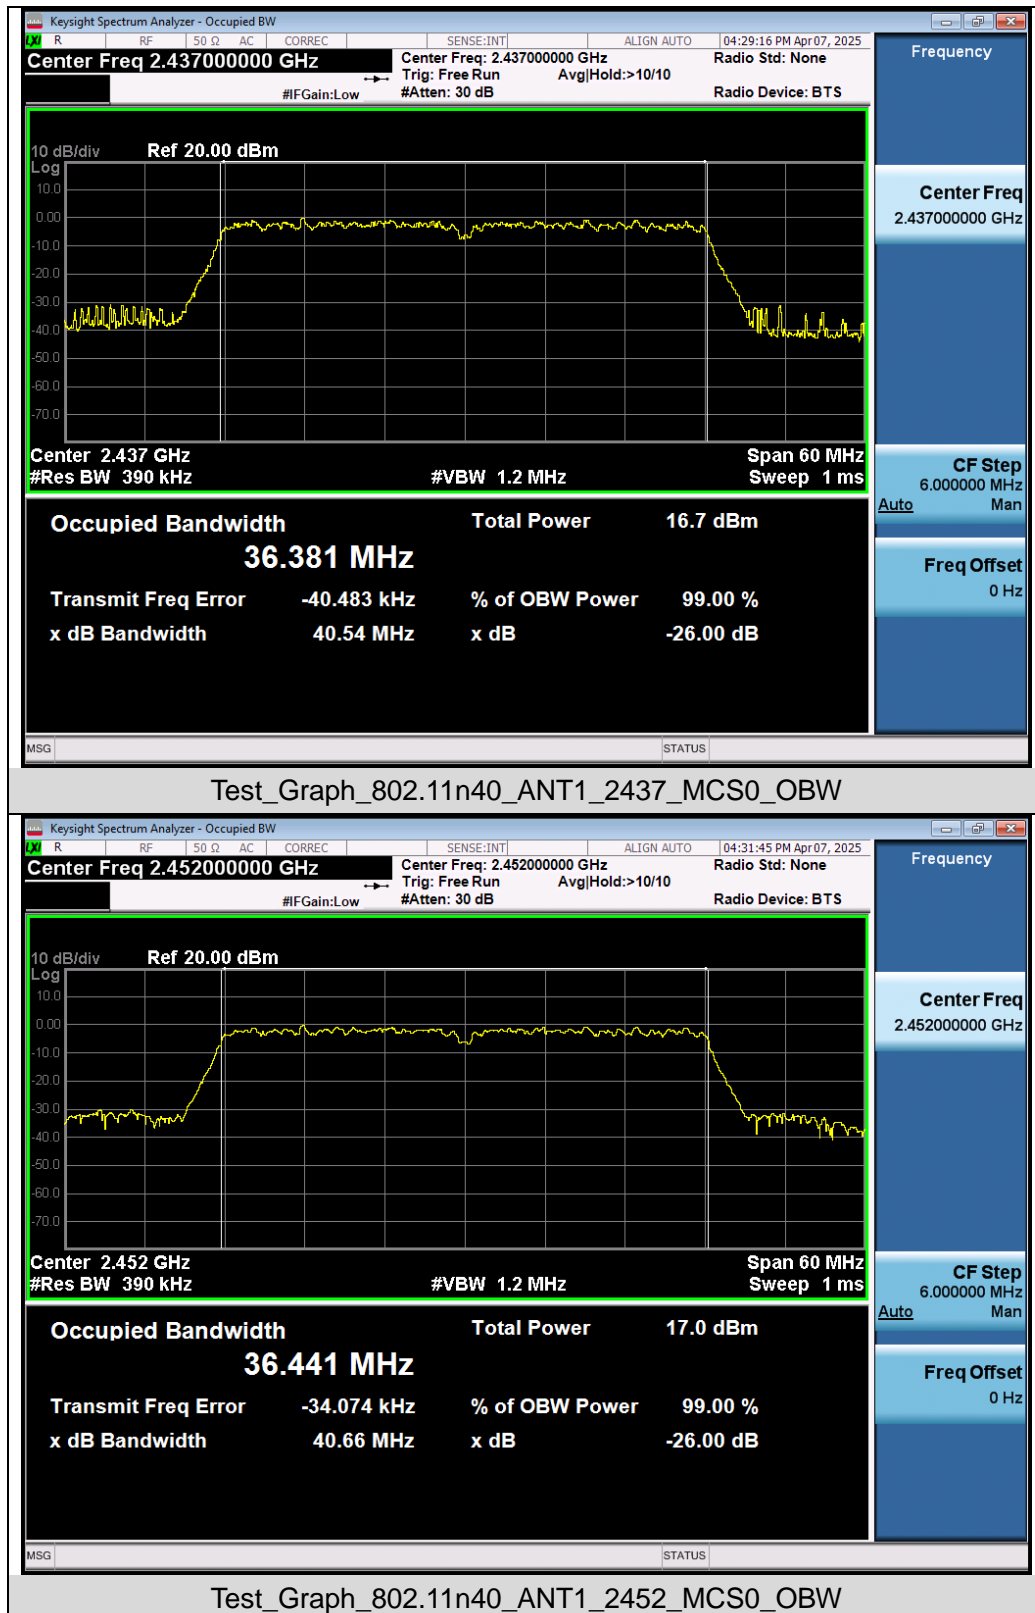 Keysight Spectrum Analyzer - Occupied BW
LXI R RF 50 Ω AC CORREC SENSE:INT ALIGN AUTO 04:29:16 PM Apr 07, 2025
Center Freq 2.437000000 GHz Center Freq: 2.437000000 GHz Radio Std: None Frequency
Trig: Free Run Avg|Hold:>10/10
#IFGain:Low #Atten: 30 dB Radio Device: BTS
10 dB/div Ref 20.00 dBm
Log
10.0
0.00
-10.0
-20.0
-30.0
-40.0
-50.0
-60.0
-70.0
Center Freq
2.437000000 GHz
Center 2.437 GHz Span 60 MHz
#Res BW 390 kHz #VBW 1.2 MHz Sweep 1 ms
CF Step
6.000000 MHz
Auto Man
Freq Offset
0 Hz
Occupied Bandwidth Total Power 16.7 dBm
36.381 MHz
Transmit Freq Error -40.483 kHz % of OBW Power 99.00 %
x dB Bandwidth 40.54 MHz x dB -26.00 dB
MSG STATUS
Test_Graph_802.11n40_ANT1_2437_MCS0_OBW
Keysight Spectrum Analyzer - Occupied BW
LXI R RF 50 Ω AC CORREC SENSE:INT ALIGN AUTO 04:31:45 PM Apr 07, 2025
Center Freq 2.452000000 GHz Center Freq: 2.452000000 GHz Radio Std: None Frequency
Trig: Free Run Avg|Hold:>10/10
#IFGain:Low #Atten: 30 dB Radio Device: BTS
10 dB/div Ref 20.00 dBm
Log
10.0
0.00
-10.0
-20.0
-30.0
-40.0
-50.0
-60.0
-70.0
Center Freq
2.452000000 GHz
Center 2.452 GHz Span 60 MHz
#Res BW 390 kHz #VBW 1.2 MHz Sweep 1 ms
CF Step
6.000000 MHz
Auto Man
Freq Offset
0 Hz
Occupied Bandwidth Total Power 17.0 dBm
36.441 MHz
Transmit Freq Error -34.074 kHz % of OBW Power 99.00 %
x dB Bandwidth 40.66 MHz x dB -26.00 dB
MSG STATUS
Test_Graph_802.11n40_ANT1_2452_MCS0_OBW